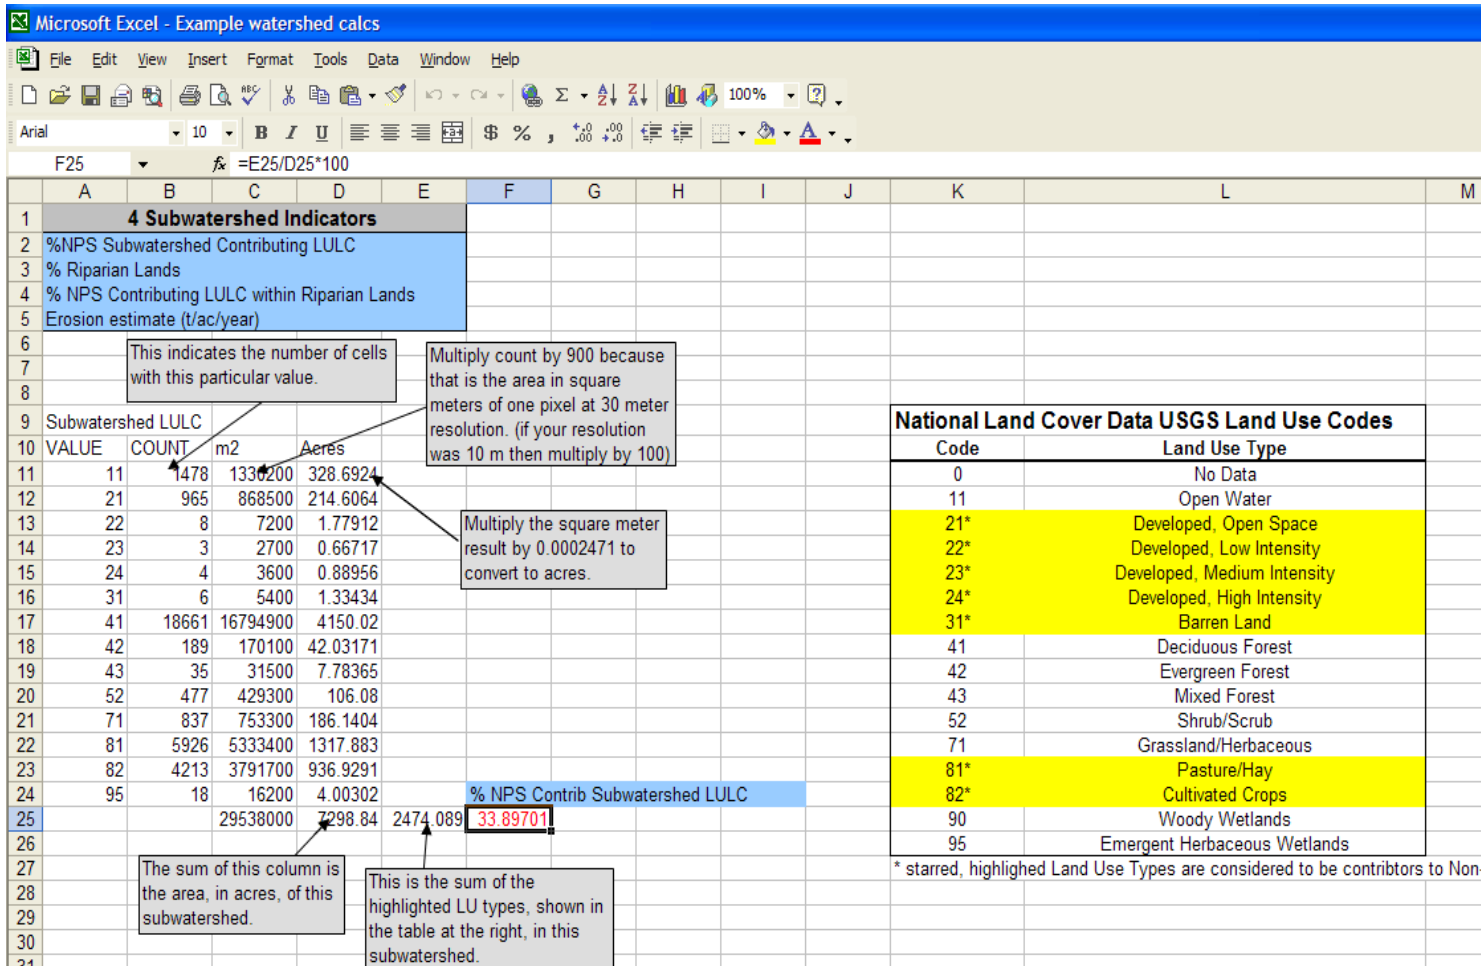 Microsoft Excel - Example watershed calcs
File Edit View Insert Format Tools Data Window Help
100%
Arial 10 B I U $ % ,
F25 fx =E25/D25*100
A B C D E F G H I J K L M
1 4 Subwatershed Indicators
2 %NPS Subwatershed Contributing LULC
3 % Riparian Lands
4 % NPS Contributing LULC within Riparian Lands
5 Erosion estimate (t/ac/year)
6
7
8
This indicates the number of cells
with this particular value.
Multiply count by 900 because
that is the area in square
meters of one pixel at 30 meter
resolution. (if your resolution
was 10 m then multiply by 100)
9 Subwatershed LULC National Land Cover Data USGS Land Use Codes
10 VALUE COUNT m2 Acres Code Land Use Type
11 11 1478 1330200 328.6924 0 No Data
12 21 965 868500 214.6064 11 Open Water
13 22 8 7200 1.77912 21* Developed, Open Space
14 23 3 2700 0.66717 22* Developed, Low Intensity
15 24 4 3600 0.88956 23* Developed, Medium Intensity
16 31 6 5400 1.33434 24* Developed, High Intensity
17 41 18661 16794900 4150.02 31* Barren Land
18 42 189 170100 42.03171 41 Deciduous Forest
19 43 35 31500 7.78365 42 Evergreen Forest
20 52 477 429300 106.08 43 Mixed Forest
21 71 837 753300 186.1404 52 Shrub/Scrub
22 81 5926 5333400 1317.883 71 Grassland/Herbaceous
23 82 4213 3791700 936.9291 81* Pasture/Hay
24 95 18 16200 4.00302 % NPS Contrib Subwatershed LULC 82* Cultivated Crops
25 29538000 7298.84 2474.089 33.89701 90 Woody Wetlands
26 95 Emergent Herbaceous Wetlands
27 * starred, highlighed Land Use Types are considered to be contribtors to Non-
28
29
30
31
Multiply the square meter
result by 0.0002471 to
convert to acres.
The sum of this column is
the area, in acres, of this
subwatershed.
This is the sum of the
highlighted LU types, shown in
the table at the right, in this
subwatershed.